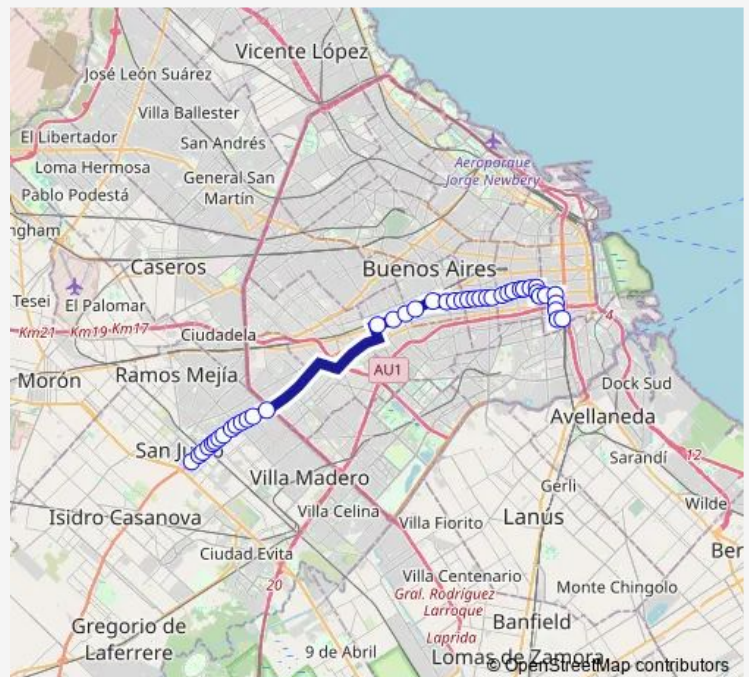 Vicente López
José León Suárez
Villa Ballester
El Libertador
San Andrés
Aeroparque
Jorge Newbery
Loma Hermosa
General San
Martín
Pablo Podestá
ngham
Caseros
Buenos Aires
Tesei
El Palomar
4
Km21
Km19
Km17
Ciudadela
AU1
Morón
Ramos Mejía
Dock Sud
Avellaneda
San Ju
Sarandí
12
Villa Madero
Gerli
Wilde
Isidro Casanova
Villa Celina
Villa Fiorito
Lanús
Ciudad Evita
Ber
20
Villa Centenario
Gral. Rodríguez
Larroque
Monte Chingolo
Gregorio de
Laferrere
Banfield
Laprida
9 de Abril
Lomas de Zamora
© OpenStreetMap contributors